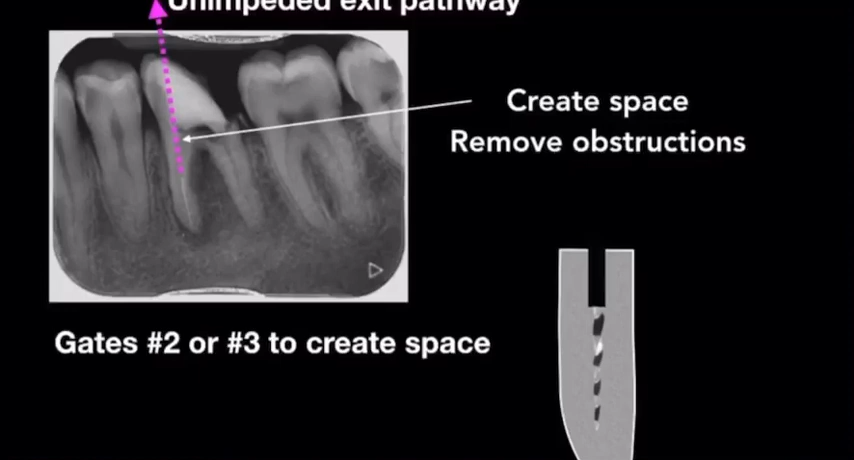 Unimpeded exit pathway
Create space
Remove obstructions
Gates #2 or #3 to create space